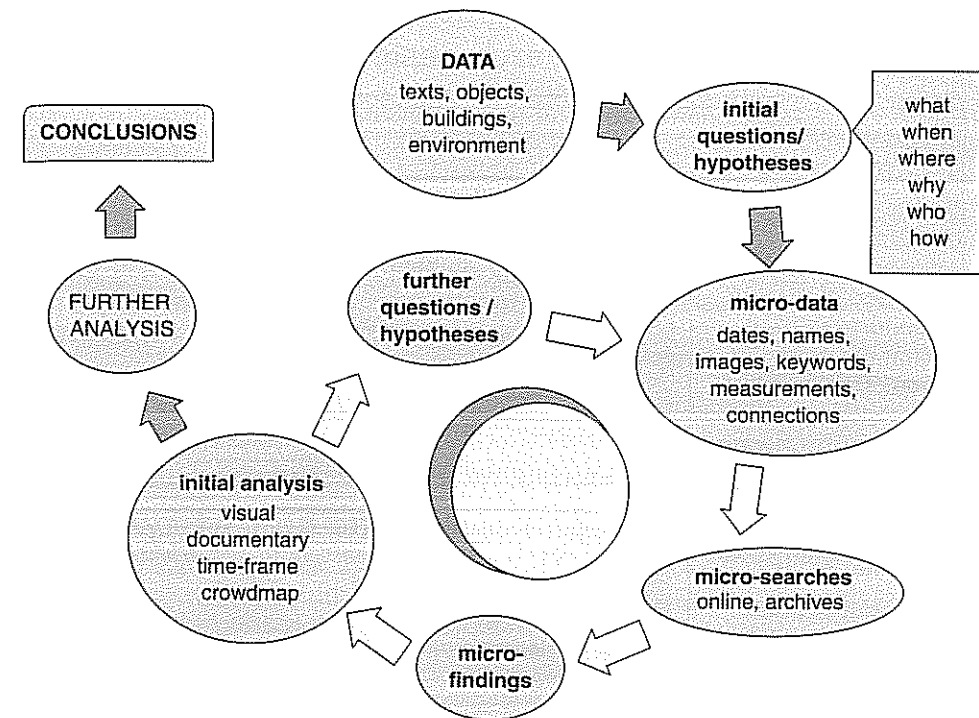 DATA
texts, objects,
buildings,
environment
initial
questions/
hypotheses
what
when
where
why
who
how
micro-data
dates, names,
images, keywords,
measurements,
connections
micro-searches
online, archives
micro-
findings
initial analysis
visual
documentary
time-frame
crowdmap
further
questions /
hypotheses
FURTHER
ANALYSIS
CONCLUSIONS